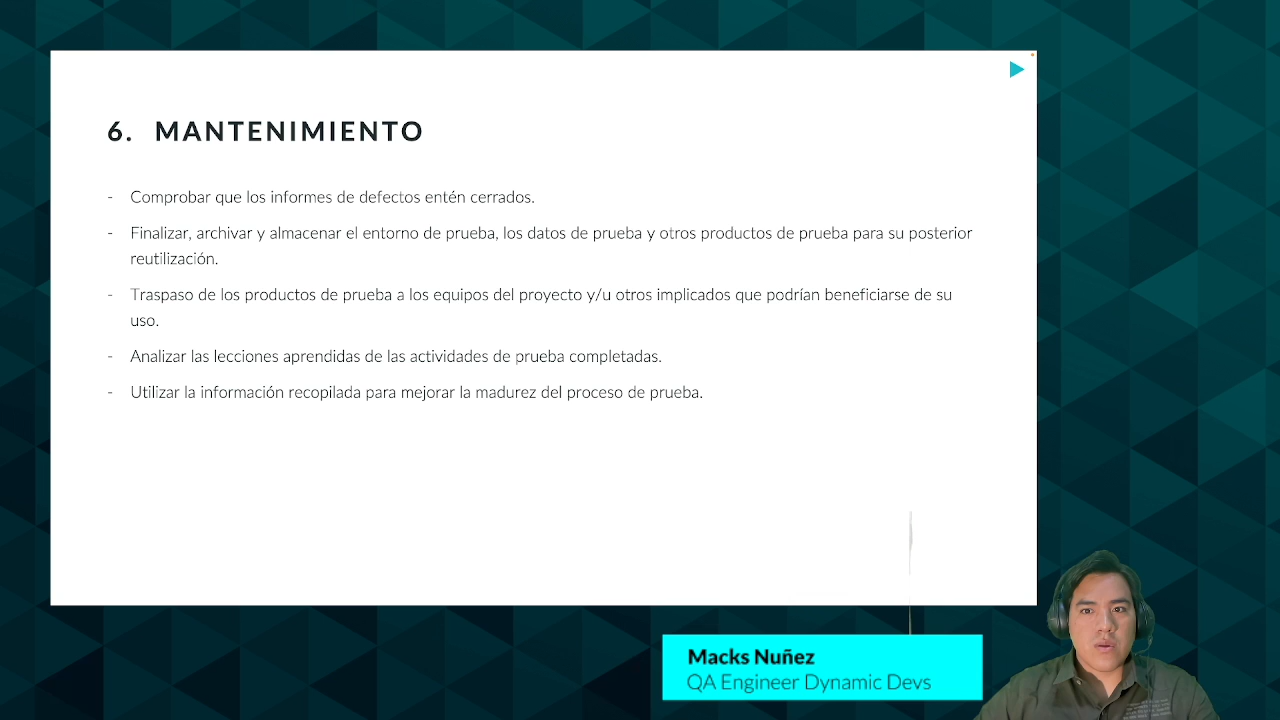 6. MANTENIMIENTO
- Comprobar que los informes de defectos entén cerrados.
- Finalizar, archivar y almacenar el entorno de prueba, los datos de prueba y otros productos de prueba para su posterior
reutilización.
- Traspaso de los productos de prueba a los equipos del proyecto y/u otros implicados que podrían beneficiarse de su
uso.
- Analizar las lecciones aprendidas de las actividades de prueba completadas.
- Utilizar la información recopilada para mejorar la madurez del proceso de prueba.
Macks Nuñez
QA Engineer Dynamic Devs